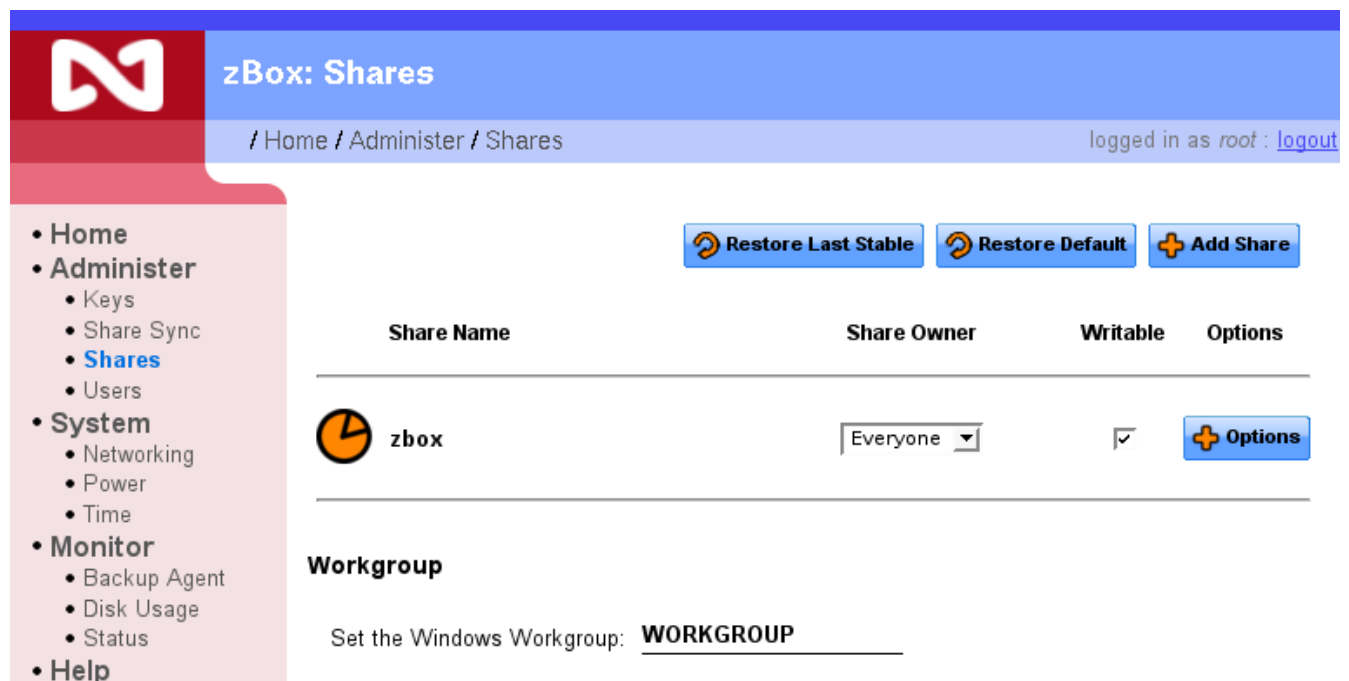 zBox: Shares
/ Home / Administer / Shares
logged in as root : logout
• Home
• Administer
• Keys
• Share Sync
• Shares
• Users
• System
• Networking
• Power
• Time
• Monitor
• Backup Agent
• Disk Usage
• Status
• Help
Restore Last Stable
Restore Default
Add Share
Share Name Share Owner Writable Options
zbox Everyone Options
Workgroup
Set the Windows Workgroup: WORKGROUP